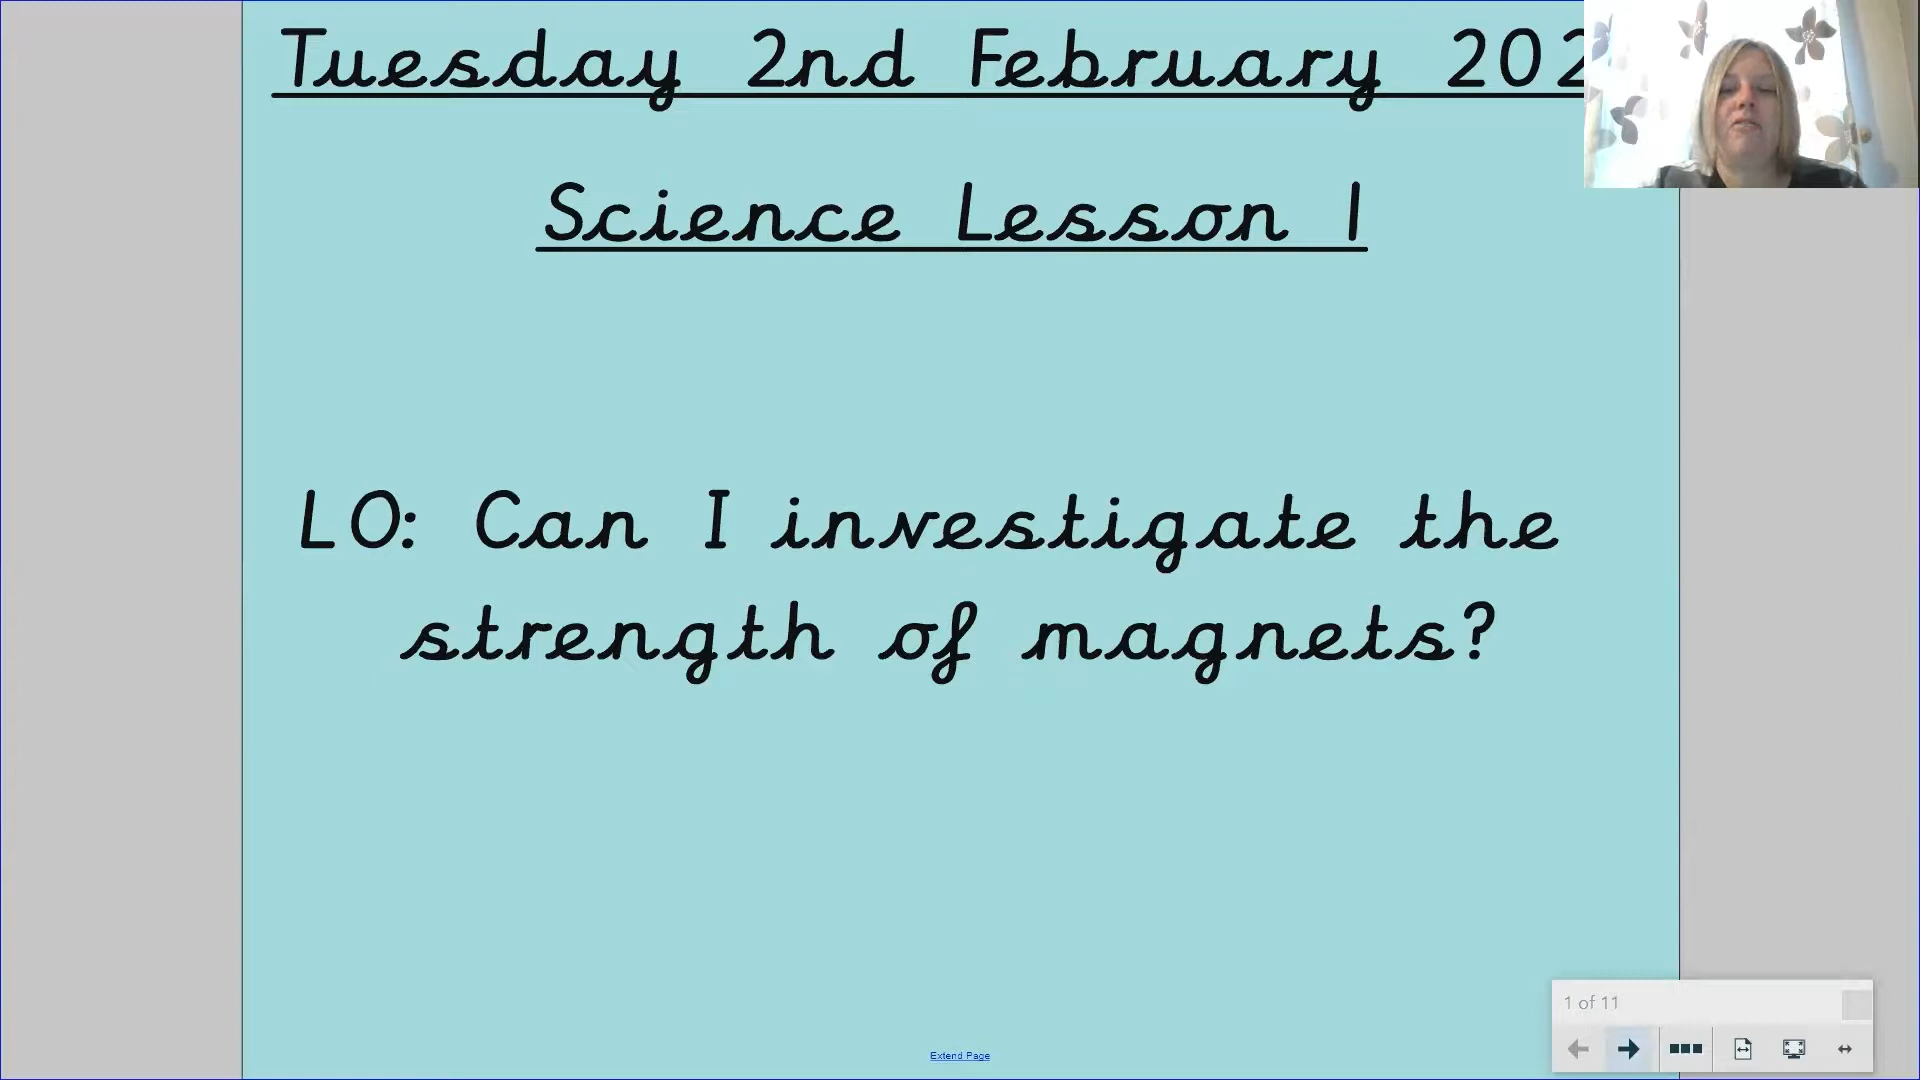 Tuesday 2nd February 202
Science Lesson 1
LO: Can I investigate the
strength of magnets?
1 of 11
Extend Page